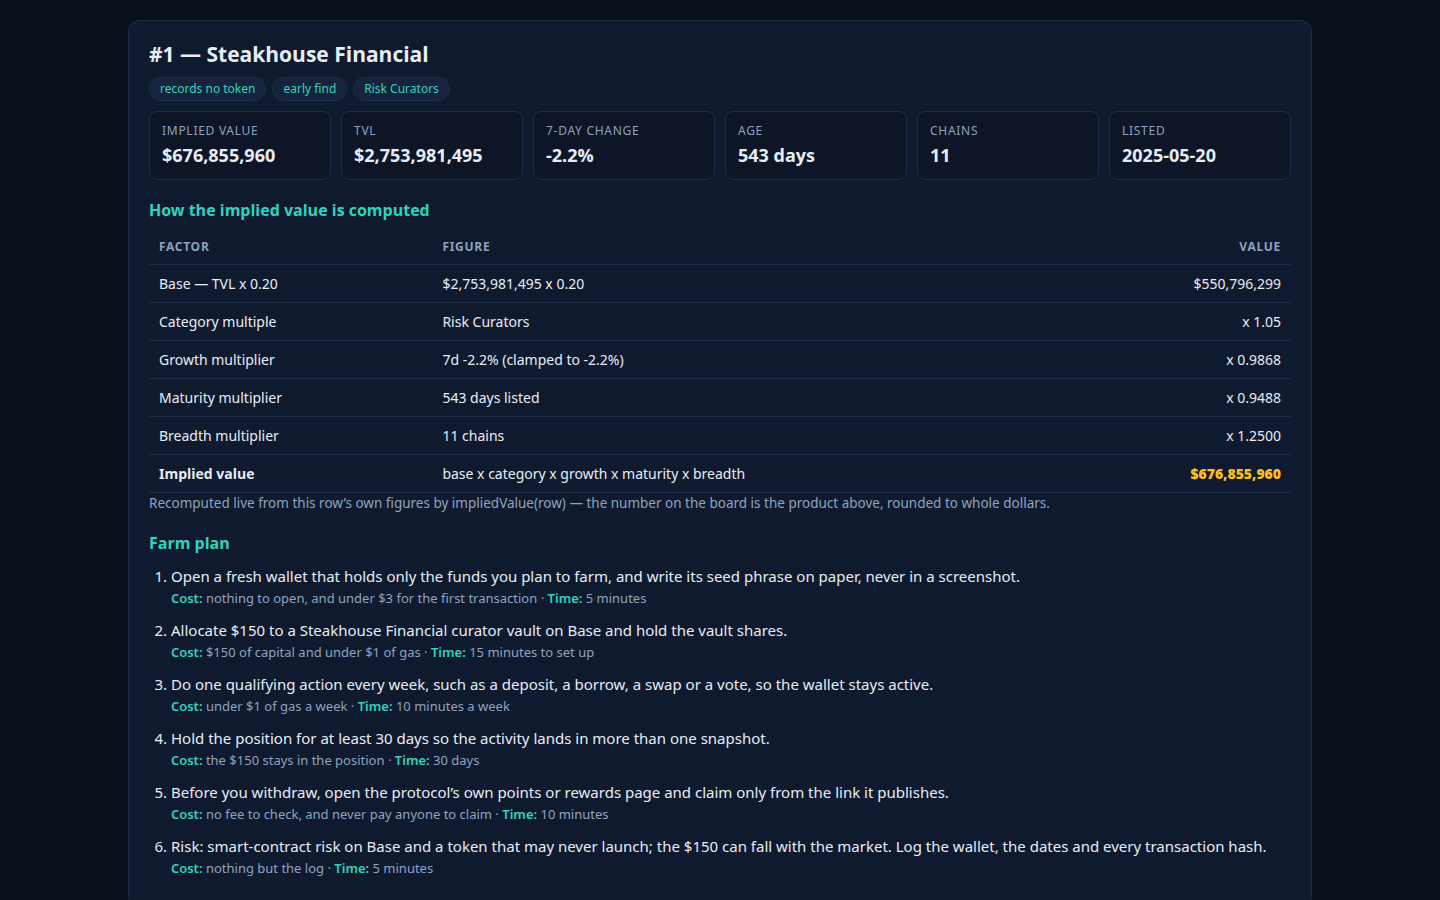 #1 — Steakhouse Financial
records no token early find Risk Curators
IMPLIED VALUE TVL 7-DAY CHANGE AGE CHAINS LISTED
$676,855,960 $2,753,981,495 -2.2% 543 days 11 2025-05-20
How the implied value is computed
FACTOR FIGURE VALUE
Base — TVL x 0.20 $2,753,981,495 x 0.20 $550,796,299
Category multiple Risk Curators x 1.05
Growth multiplier 7d -2.2% (clamped to -2.2%) x 0.9868
Maturity multiplier 543 days listed x 0.9488
Breadth multiplier 11 chains x 1.2500
Implied value base x category x growth x maturity x breadth $676,855,960
Recomputed live from this row’s own figures by impliedValue(row) — the number on the board is the product above, rounded to whole dollars.
Farm plan
1. Open a fresh wallet that holds only the funds you plan to farm, and write its seed phrase on paper, never in a screenshot.
Cost: nothing to open, and under $3 for the first transaction · Time: 5 minutes
2. Allocate $150 to a Steakhouse Financial curator vault on Base and hold the vault shares.
Cost: $150 of capital and under $1 of gas · Time: 15 minutes to set up
3. Do one qualifying action every week, such as a deposit, a borrow, a swap or a vote, so the wallet stays active.
Cost: under $1 of gas a week · Time: 10 minutes a week
4. Hold the position for at least 30 days so the activity lands in more than one snapshot.
Cost: the $150 stays in the position · Time: 30 days
5. Before you withdraw, open the protocol’s own points or rewards page and claim only from the link it publishes.
Cost: no fee to check, and never pay anyone to claim · Time: 10 minutes
6. Risk: smart-contract risk on Base and a token that may never launch; the $150 can fall with the market. Log the wallet, the dates and every transaction hash.
Cost: nothing but the log · Time: 5 minutes